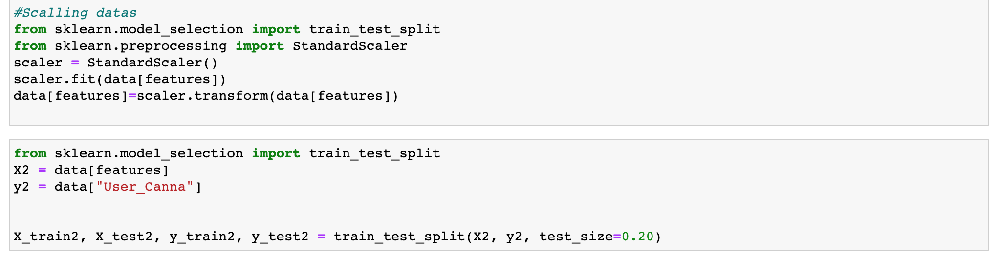 #Scalling datas
from sklearn.model_selection import train_test_split
from sklearn.preprocessing import StandardScaler
scaler = StandardScaler()
scaler.fit(data[features])
data[features]=scaler.transform(data[features])
from sklearn.model_selection import train_test_split
X2 = data[features]
y2 = data["User_Canna"]
X_train2, X_test2, y_train2, y_test2 = train_test_split(X2, y2, test_size=0.20)